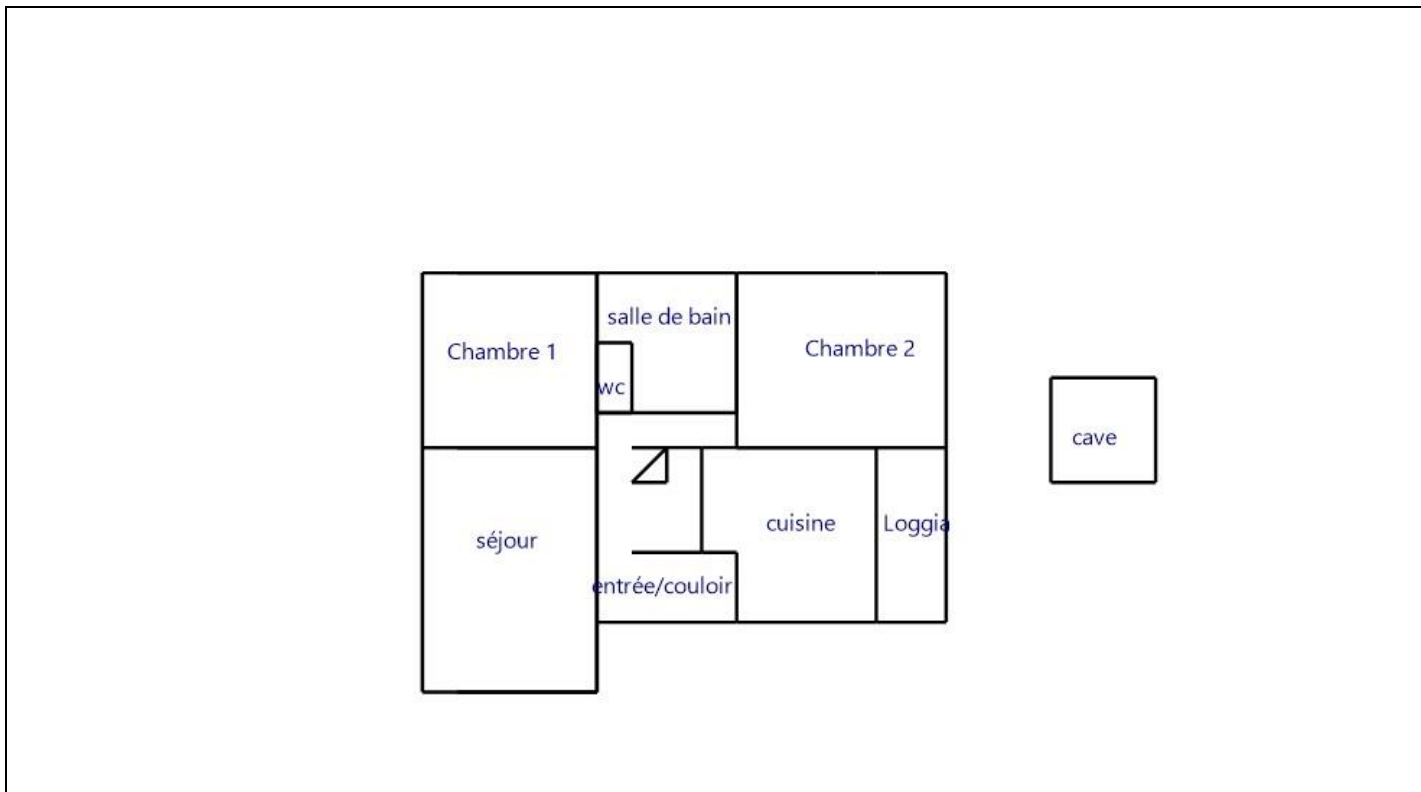 salle de bain
Chambre 1
Chambre 2
wc
cave
séjour
cuisine
Loggia
entrée/couloir